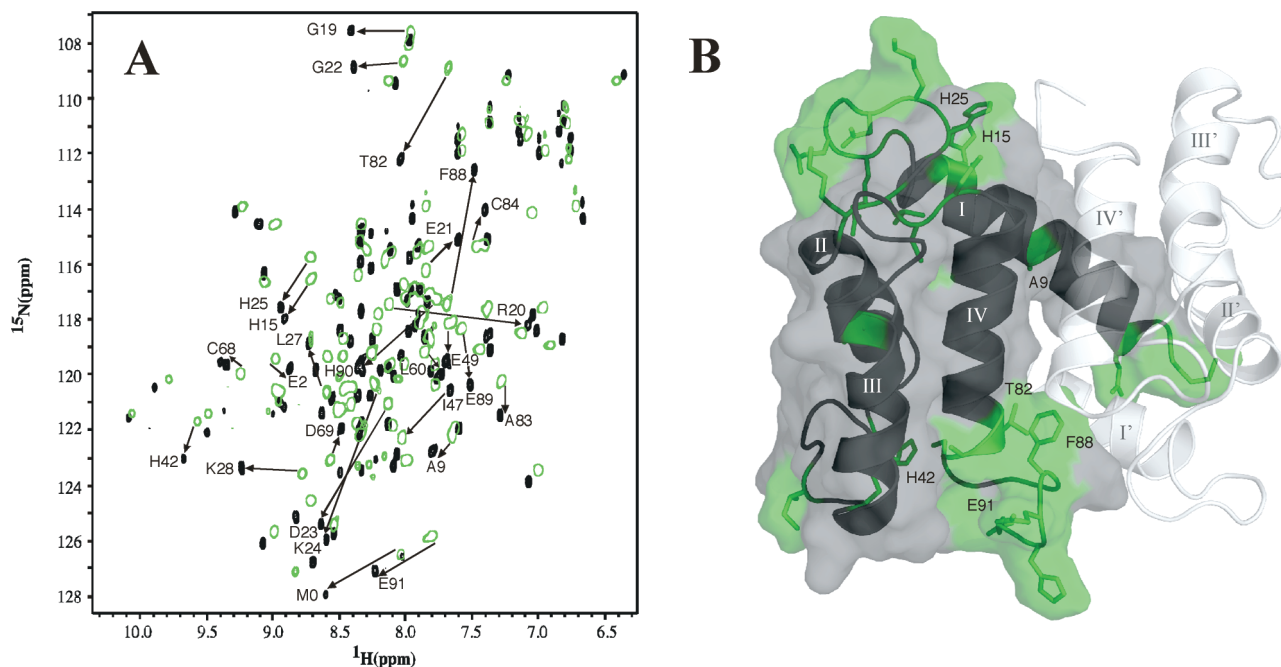 A
108
110
112
114
116
118
120
122
124
126
128
15N(ppm)
10.0 9.5 9.0 8.5 8.0 7.5 7.0 6.5
1H(ppm)
G19
G22
T82
F88
C84
E21
H25
H15
R20
L27
C68
H90
L60
E49
E2
E89
I47
A83
D69
H42
A9
K28
D23
K24
E91
M0
B
H25
H15
III'
I
IV'
II
A9
IV
II'
III
T82
F88
I'
H42
E91